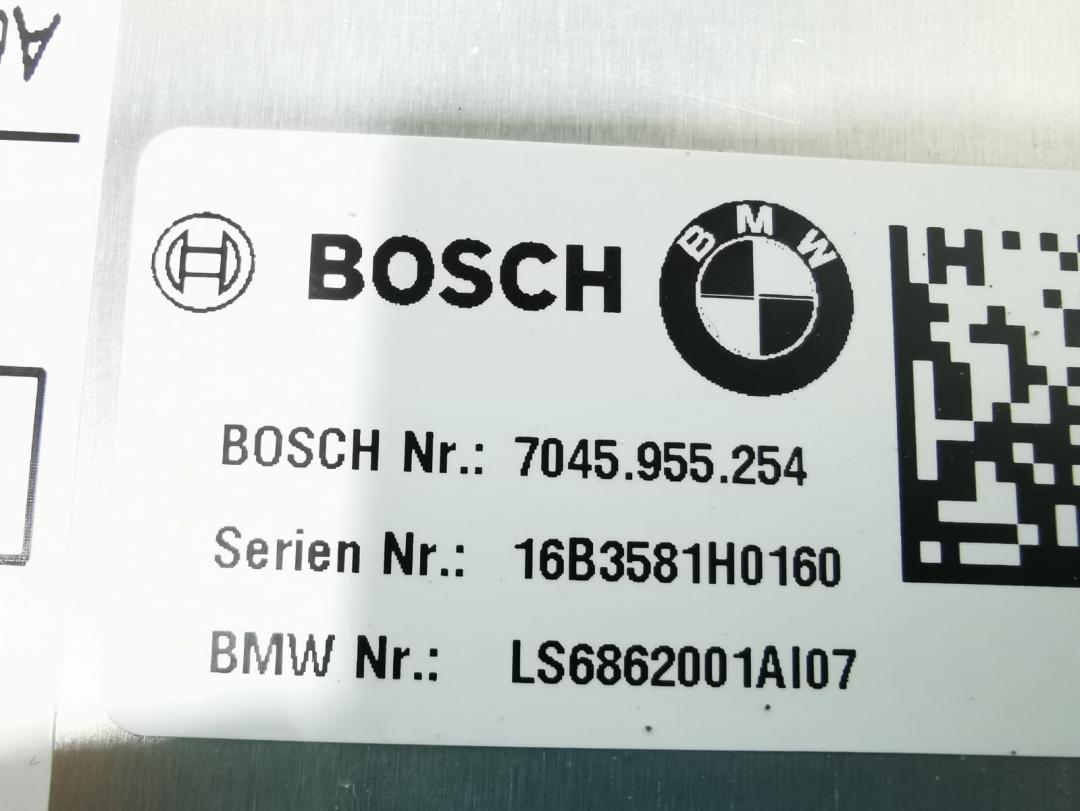 BOSCH
BMW
BOSCH Nr.: 7045.955.254
Serien Nr.: 16B3581H0160
BMW Nr.: LS6862001AI07